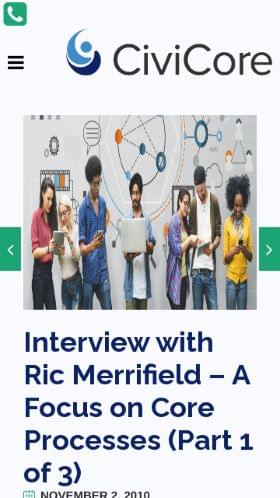 CiviCore
Interview with
Ric Merrifield – A
Focus on Core
Processes (Part 1
of 3)
NOVEMBER 2, 2010